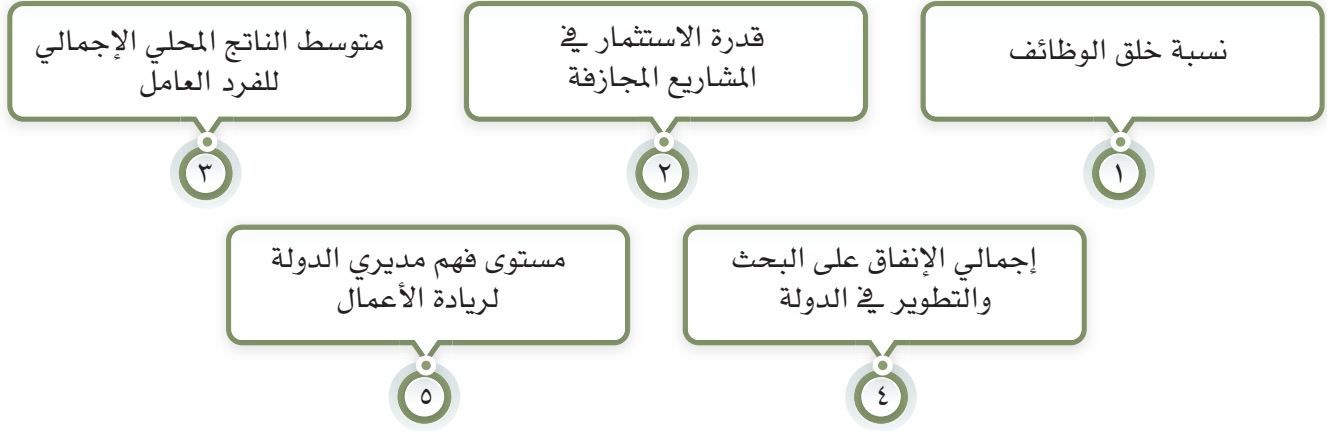 نسبة خلق الوظائف
١
قدرة الاستثمار في
المشاريع المجازفة
٢
متوسط الناتج المحلي الإجمالي
للفرد العامل
٣
إجمالي الإنفاق على البحث
والتطوير في الدولة
٤
مستوى فهم مديري الدولة
لريادة الأعمال
٥